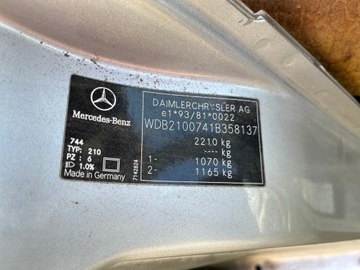 DAIMLERCHRYSLER AG
e1*93/81*0022
WDB2100741B358137
2210 kg
---- kg
1- 1070 kg
2- 1165 kg
Mercedes-Benz
744
TYP: 210
PZ : 6
1.0%
Made in Germany
7142824